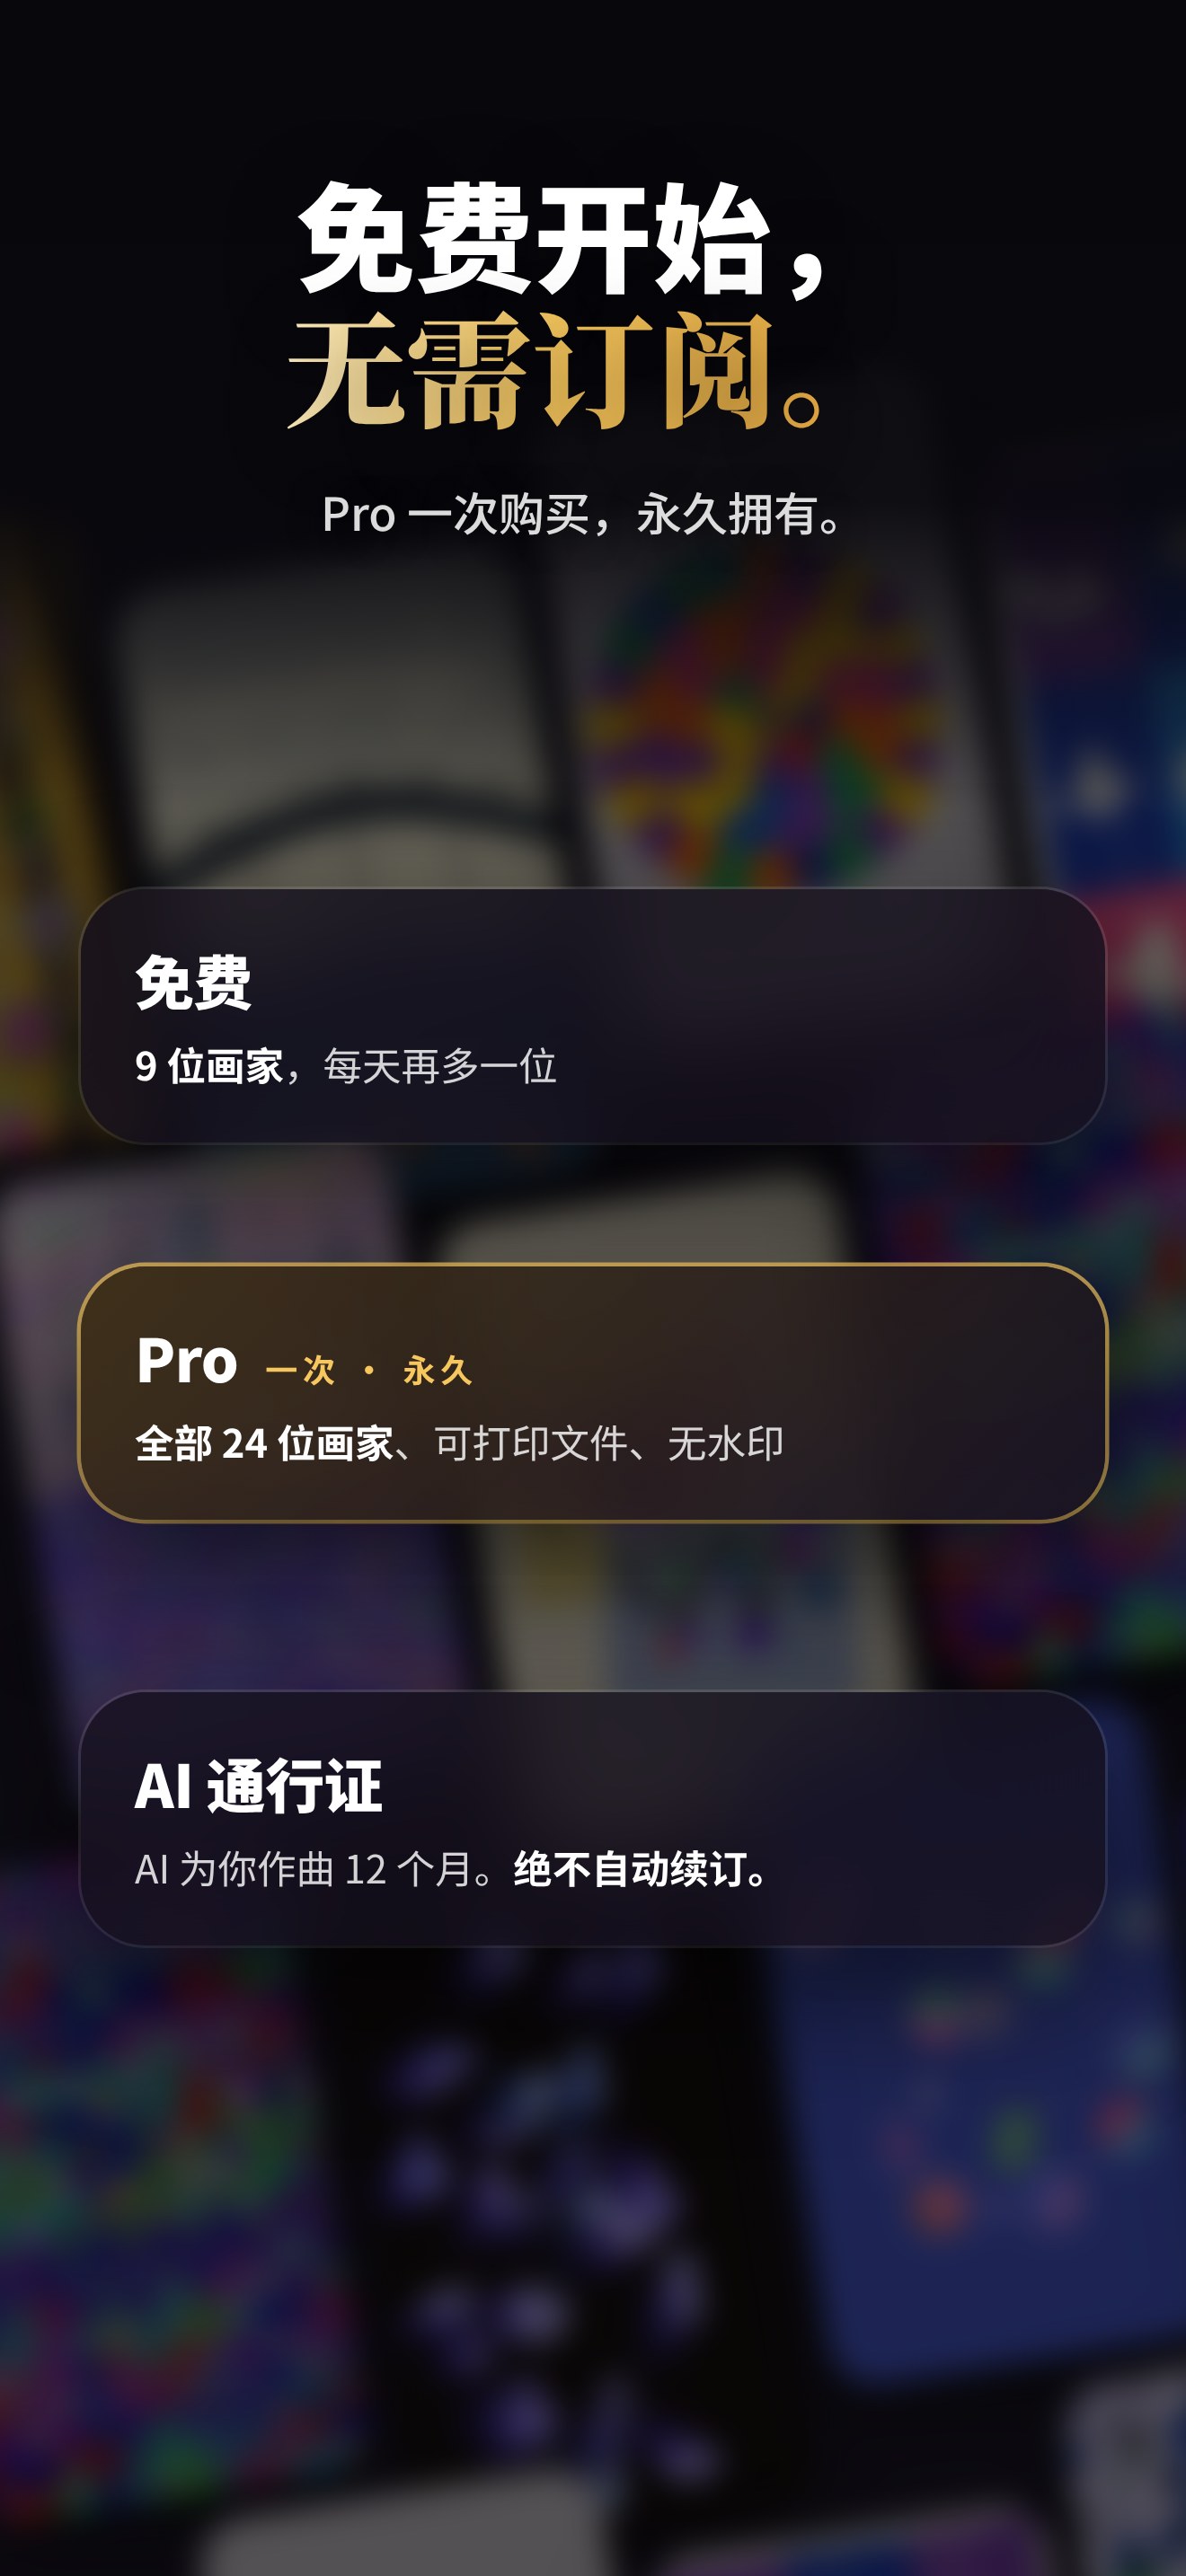 免费开始，
无需订阅。
Pro 一次购买，永久拥有。
免费
9 位画家，每天再多一位
Pro 一次 · 永久
全部 24 位画家、可打印文件、无水印
AI 通行证
AI 为你作曲 12 个月。绝不自动续订。